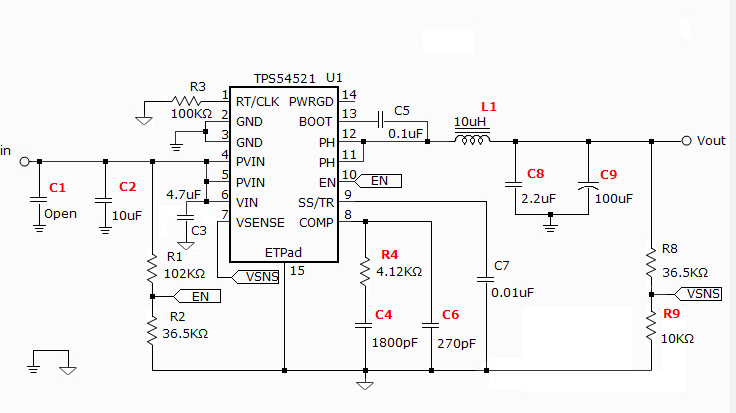 TPS54521 U1
R3
100KΩ
1 RT/CLK PWRGD 14
2 GND BOOT 13
3 GND PH 12
4 PVIN PH 11
5 PVIN EN 10 EN
6 VIN SS/TR 9
7 VSENSE COMP 8
ETPad
15
C5
0.1uF
L1
10uH
Vout
in
C1
Open
C2
10uF
4.7uF
C3
C8
2.2uF
C9
100uF
R1
102KΩ
EN
R2
36.5KΩ
VSNS
R4
4.12KΩ
C4
1800pF
C6
270pF
C7
0.01uF
R8
36.5KΩ
VSNS
R9
10KΩ